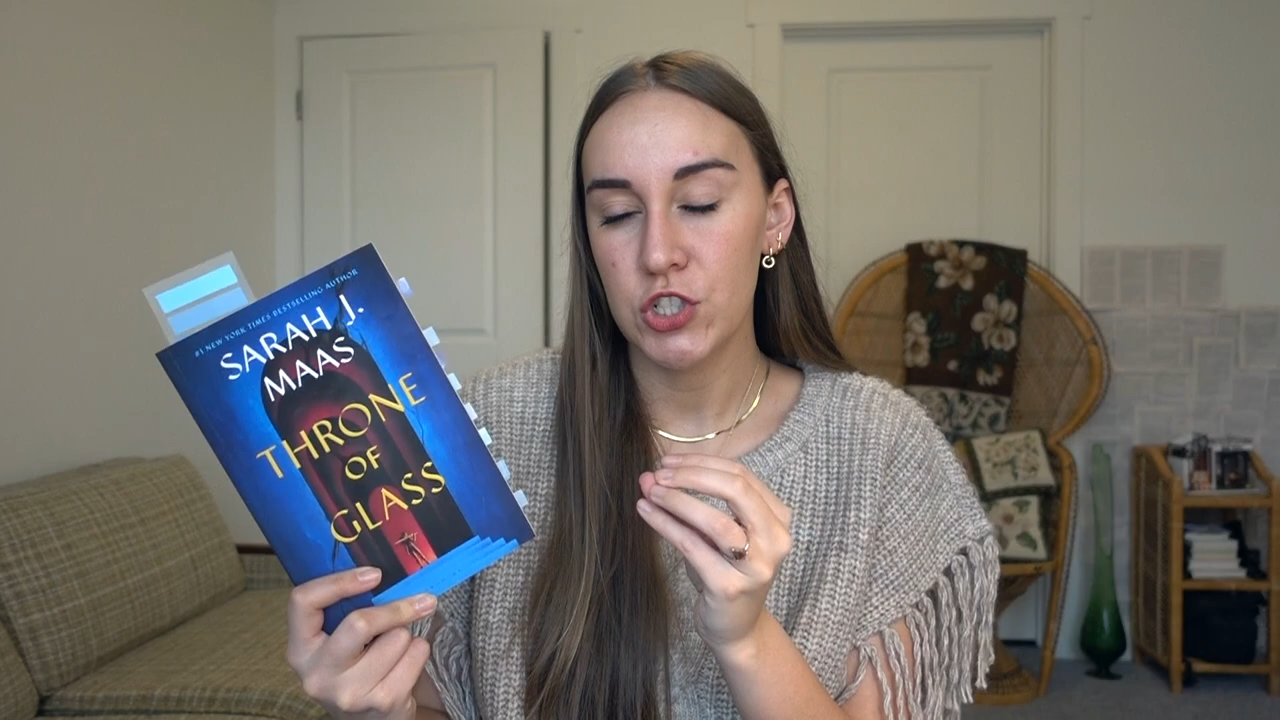 #1 NEW YORK TIMES BESTSELLING AUTHOR
SARAH J.
MAAS
THRONE
OF
GLASS